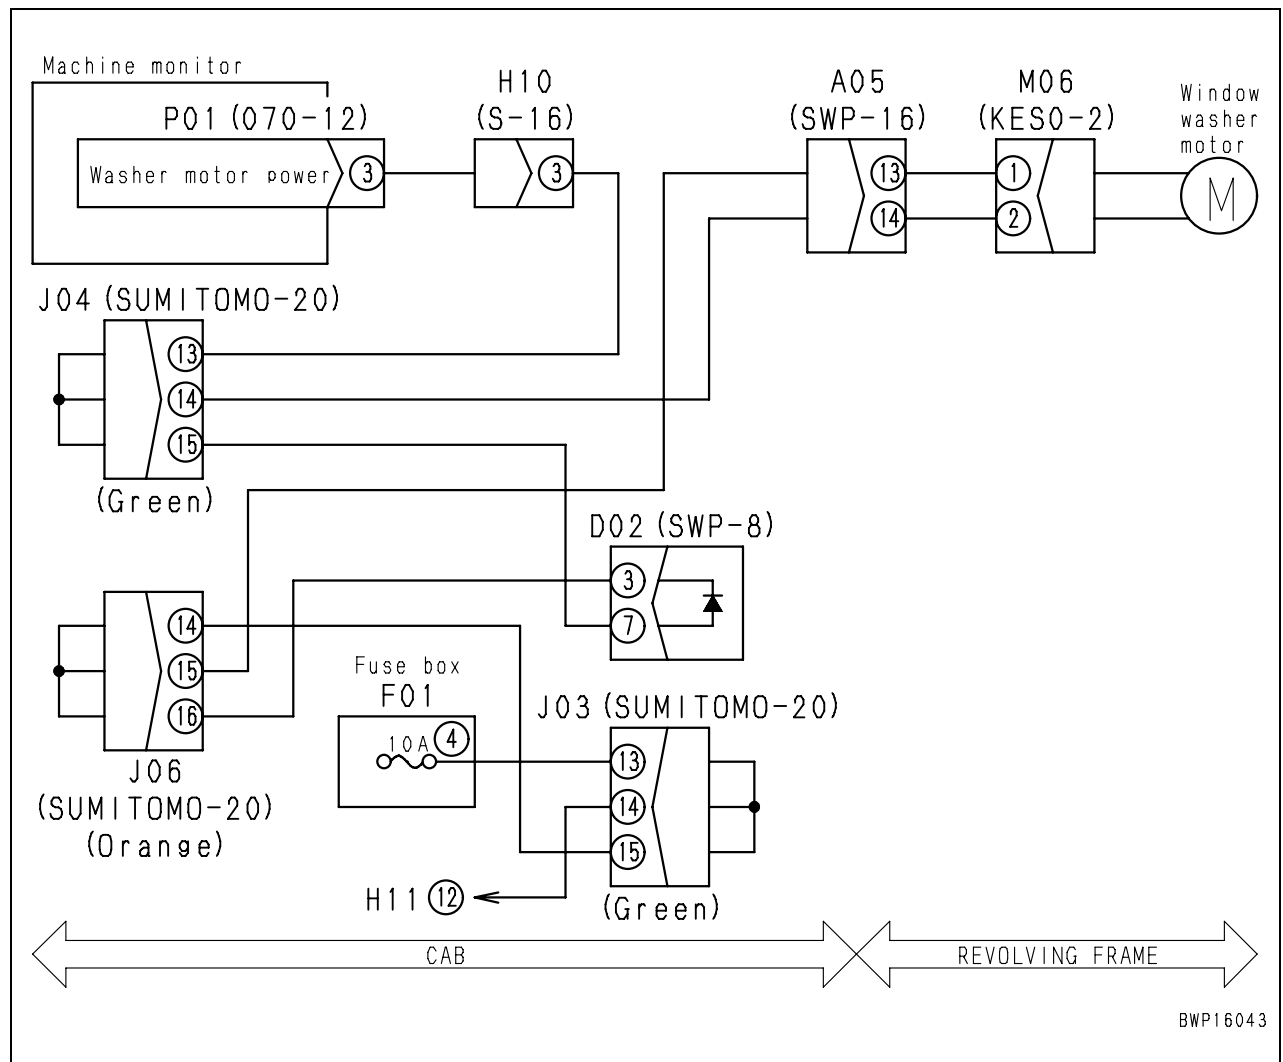 Machine monitor
P01 (070-12)
Washer motor power
3
H10
(S-16)
3
A05
(SWP-16)
13
14
M06
(KES0-2)
1
2
Window
washer
motor
M
J04 (SUMITOMO-20)
13
14
15
(Green)
D02 (SWP-8)
3
7
14
15
16
J06
(SUMITOMO-20)
(Orange)
Fuse box
F01
10A
4
J03 (SUMITOMO-20)
13
14
15
(Green)
H11 12
CAB
REVOLVING FRAME
BWP16043